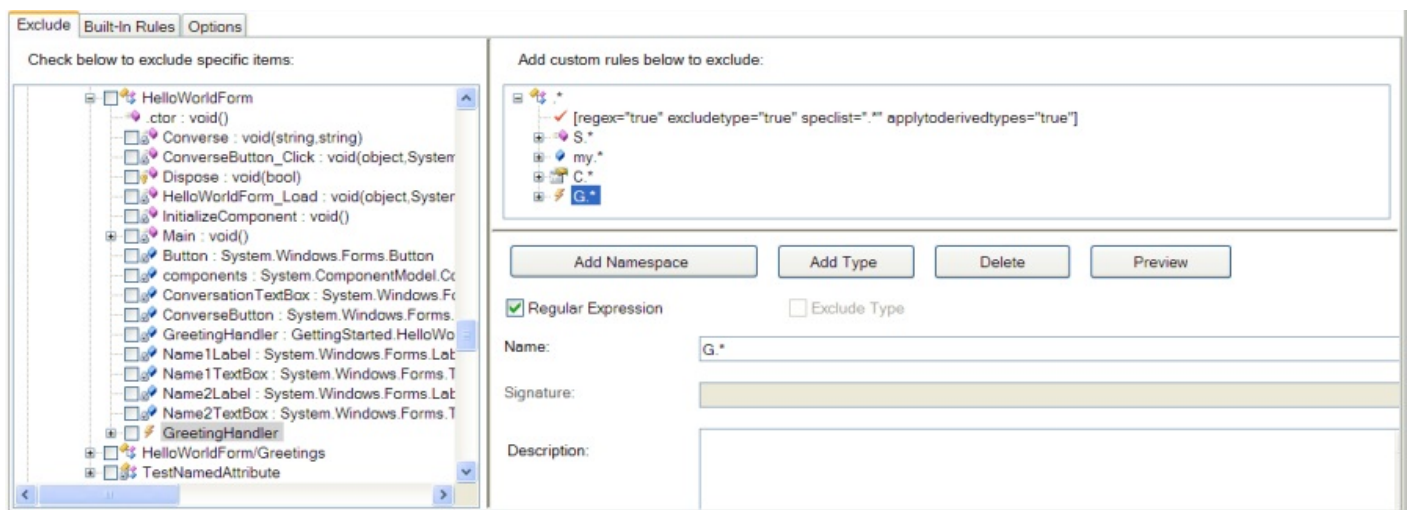 Exclude Built-In Rules Options
Check below to exclude specific items:
HelloWorldForm
.ctor : void()
Converse : void(string,string)
ConverseButton_Click : void(object,System
Dispose : void(bool)
HelloWorldForm_Load : void(object,System
InitializeComponent : void()
Main : void()
Button : System.Windows.Forms.Button
components : System.ComponentModel.Co
ConversationTextBox : System.Windows.Fo
ConverseButton : System.Windows.Forms.
GreetingHandler : GettingStarted.HelloWo
Name1Label : System.Windows.Forms.Lab
Name1TextBox : System.Windows.Forms.T
Name2Label : System.Windows.Forms.Lab
Name2TextBox : System.Windows.Forms.T
GreetingHandler
HelloWorldForm/Greetings
TestNamedAttribute
Add custom rules below to exclude:
.*
[regex="true" excludetype="true" speclist=".*" applytoderivedtypes="true"]
S.*
my.*
C.*
G.*
Add Namespace Add Type Delete Preview
Regular Expression Exclude Type
Name: G.*
Signature:
Description: